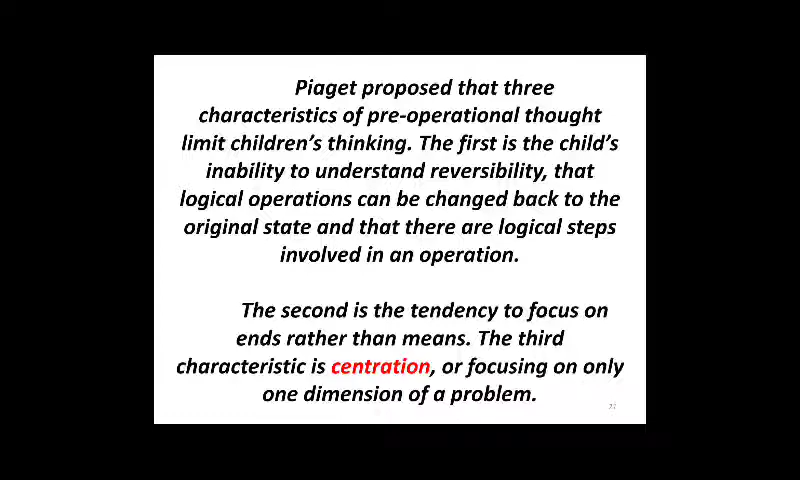 Piaget proposed that three
characteristics of pre-operational thought
limit children’s thinking. The first is the child’s
inability to understand reversibility, that
logical operations can be changed back to the
original state and that there are logical steps
involved in an operation.
The second is the tendency to focus on
ends rather than means. The third
characteristic is centration, or focusing on only
one dimension of a problem.